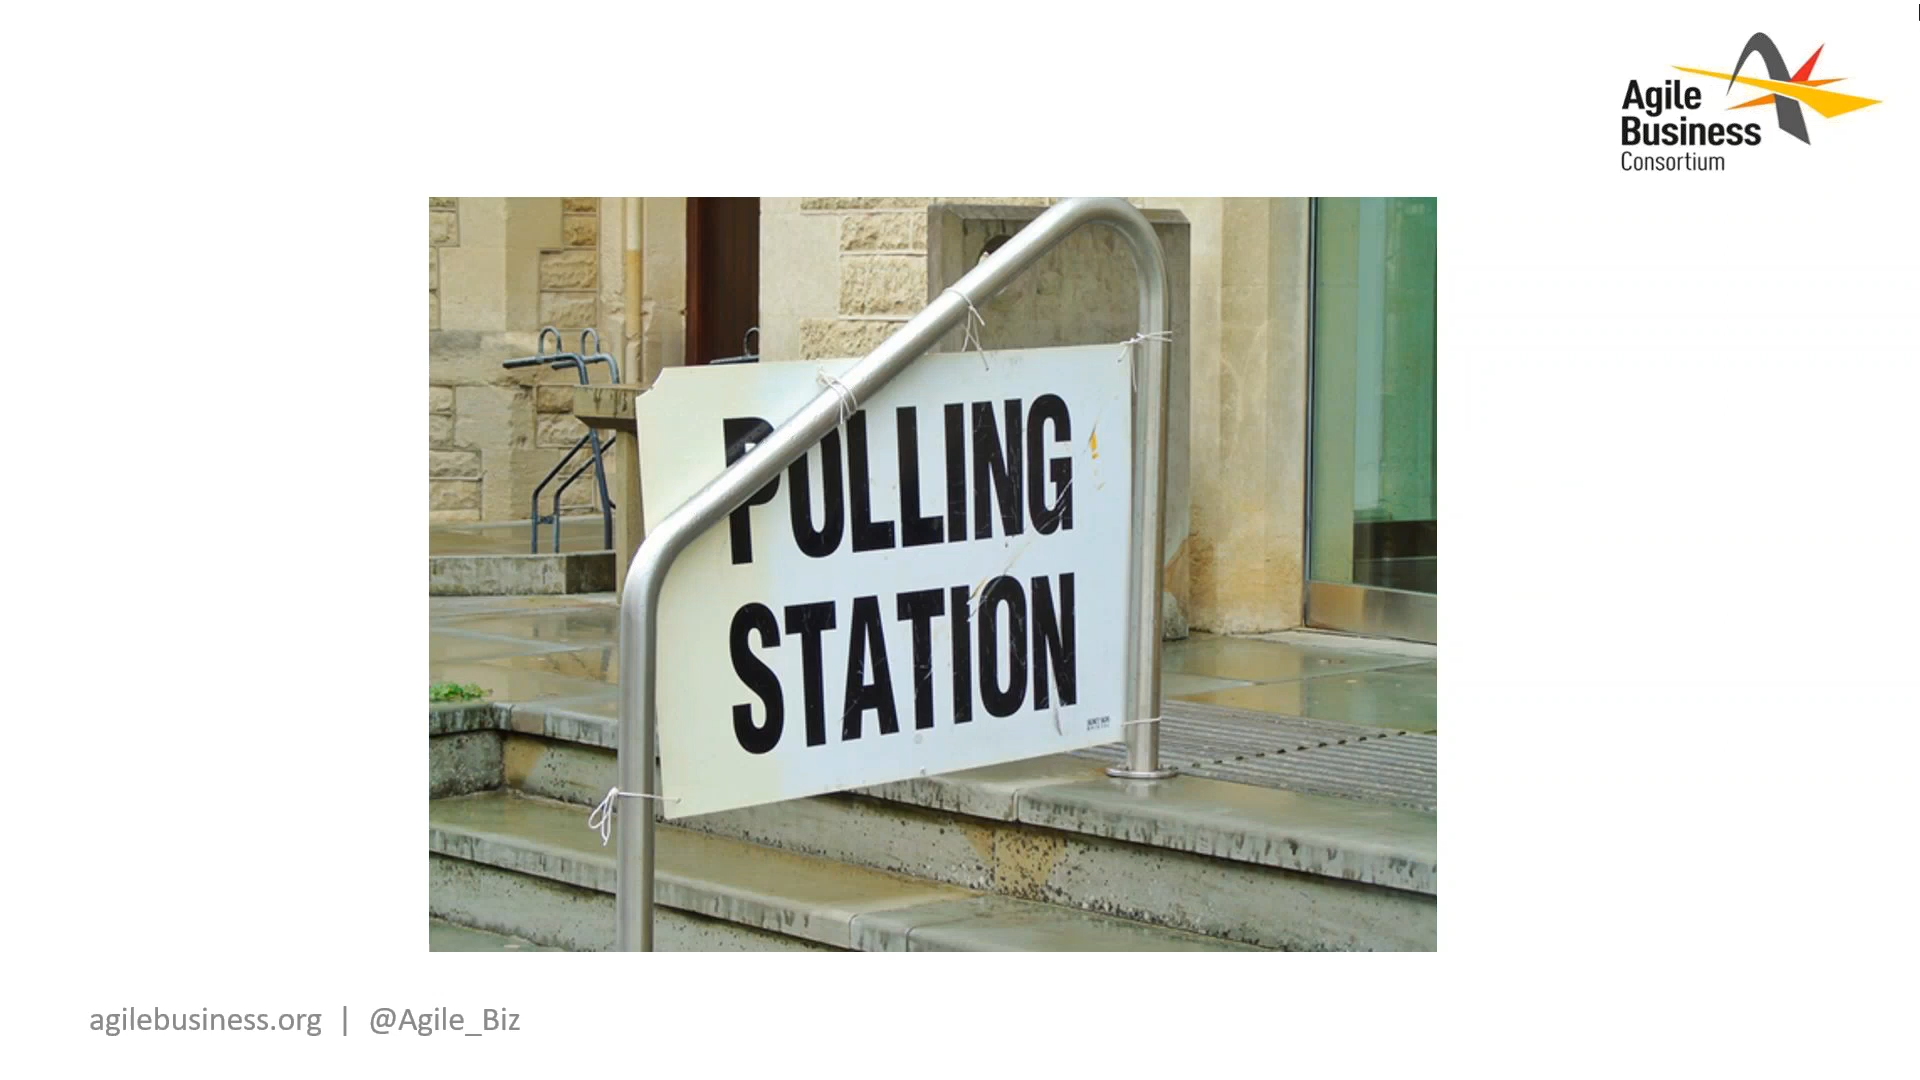 Agile
Business
Consortium
POLLING
STATION
agilebusiness.org | @Agile_Biz